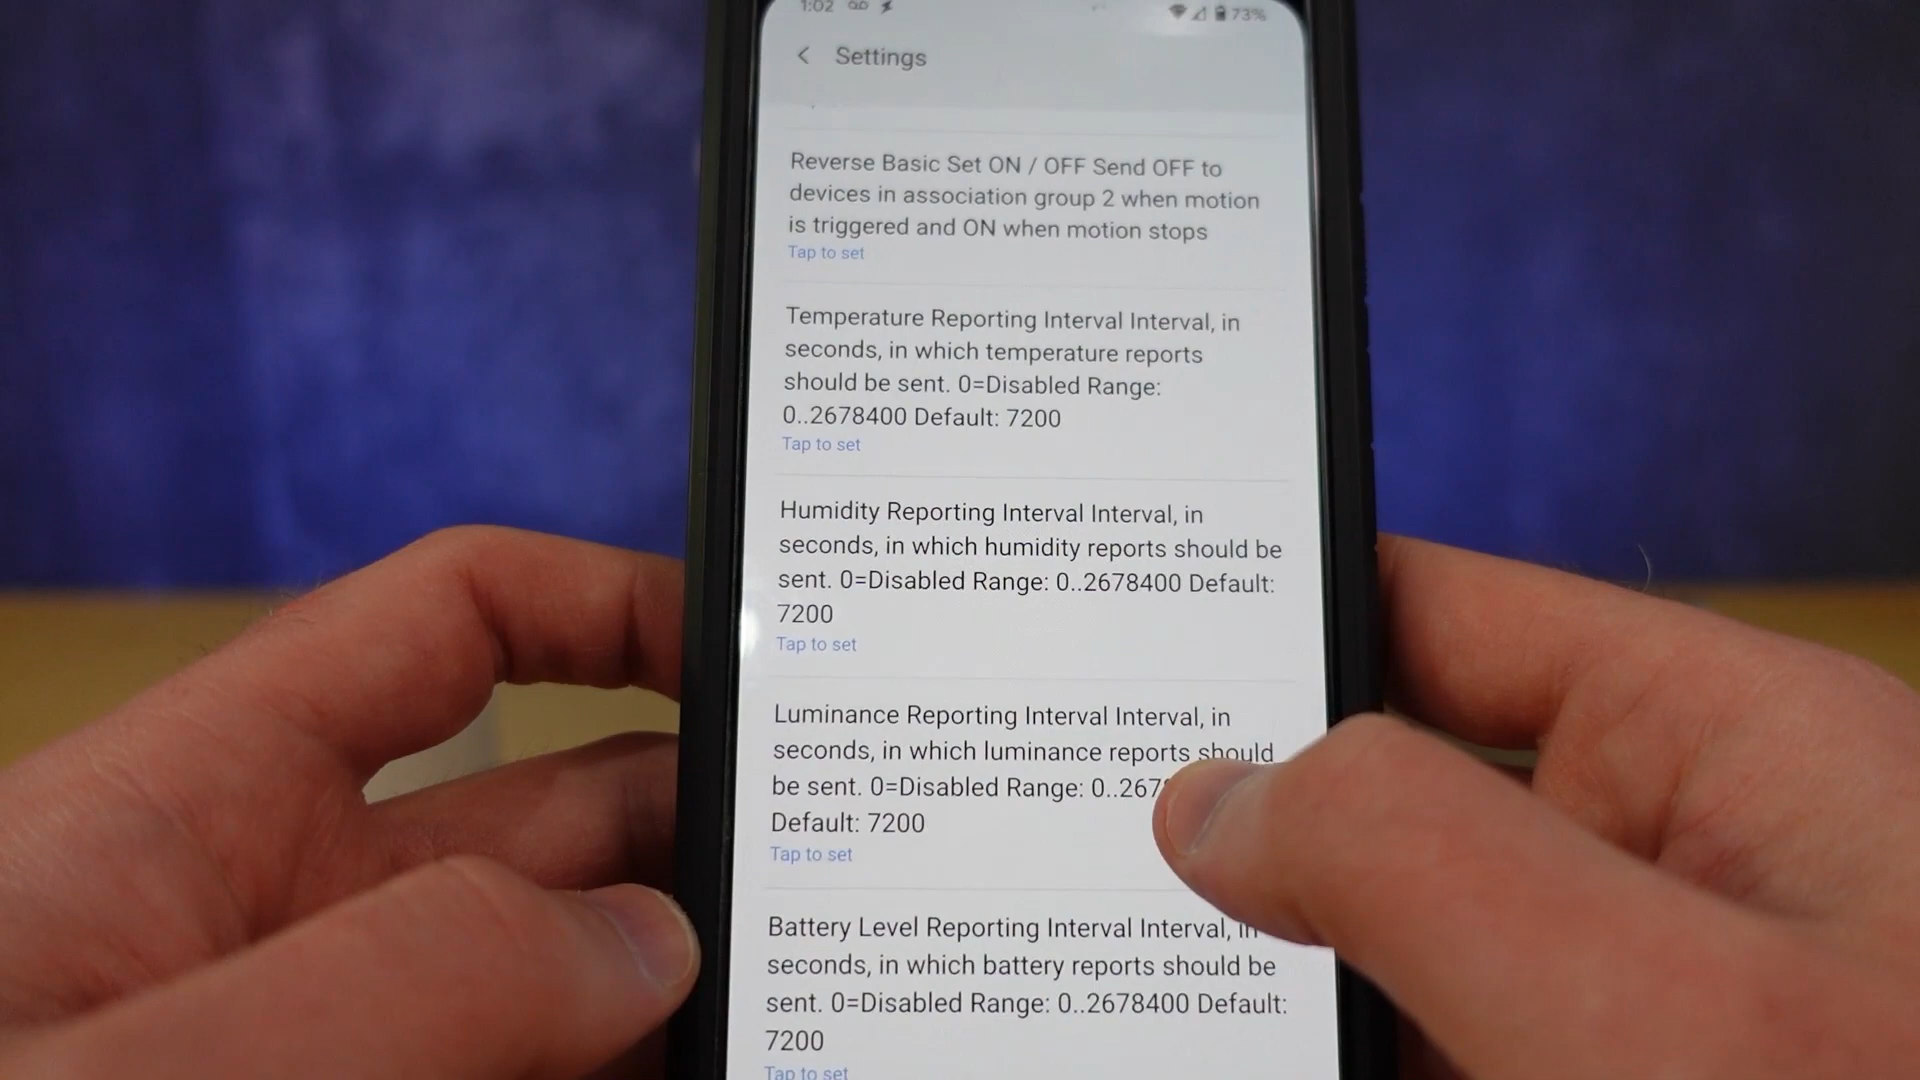 1:02 73%
Settings
Reverse Basic Set ON / OFF Send OFF to
devices in association group 2 when motion
is triggered and ON when motion stops
Tap to set
Temperature Reporting Interval Interval, in
seconds, in which temperature reports
should be sent. 0=Disabled Range:
0..2678400 Default: 7200
Tap to set
Humidity Reporting Interval Interval, in
seconds, in which humidity reports should be
sent. 0=Disabled Range: 0..2678400 Default:
7200
Tap to set
Luminance Reporting Interval Interval, in
seconds, in which luminance reports should
be sent. 0=Disabled Range: 0..267
Default: 7200
Tap to set
Battery Level Reporting Interval Interval, in
seconds, in which battery reports should be
sent. 0=Disabled Range: 0..2678400 Default:
7200
Tap to set